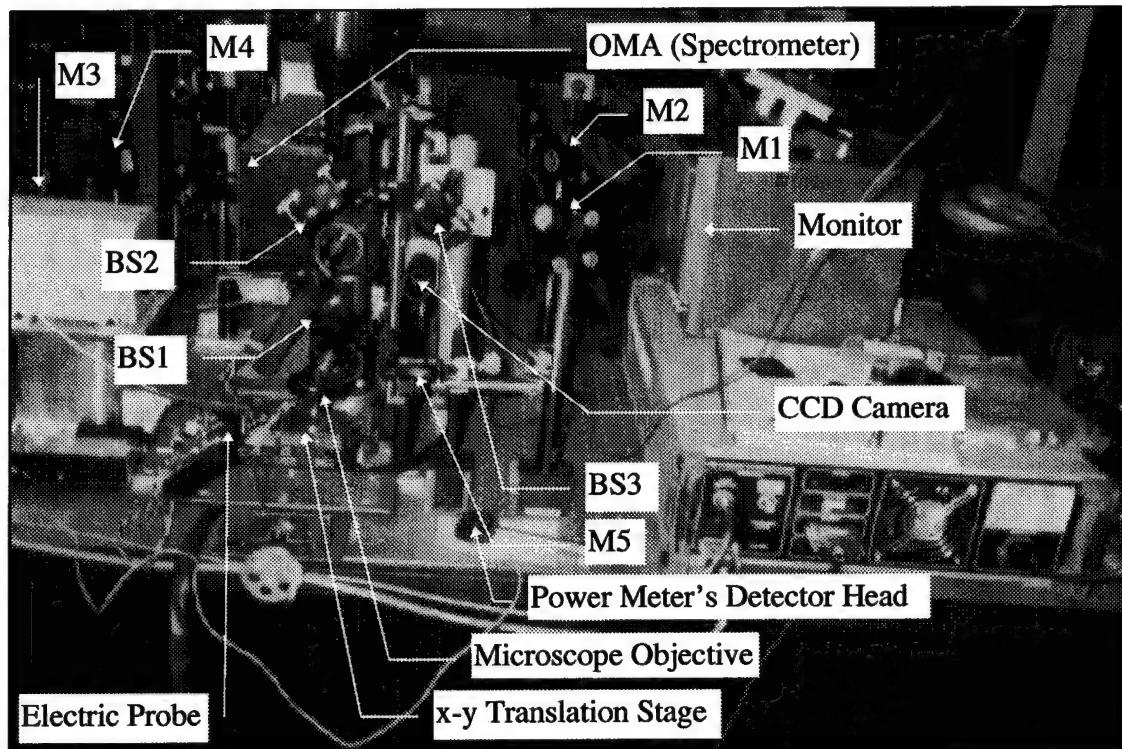 M4
OMA (Spectrometer)
M3
M2
M1
Monitor
BS2
BS1
CCD Camera
BS3
M5
Power Meter's Detector Head
Microscope Objective
Electric Probe
x-y Translation Stage